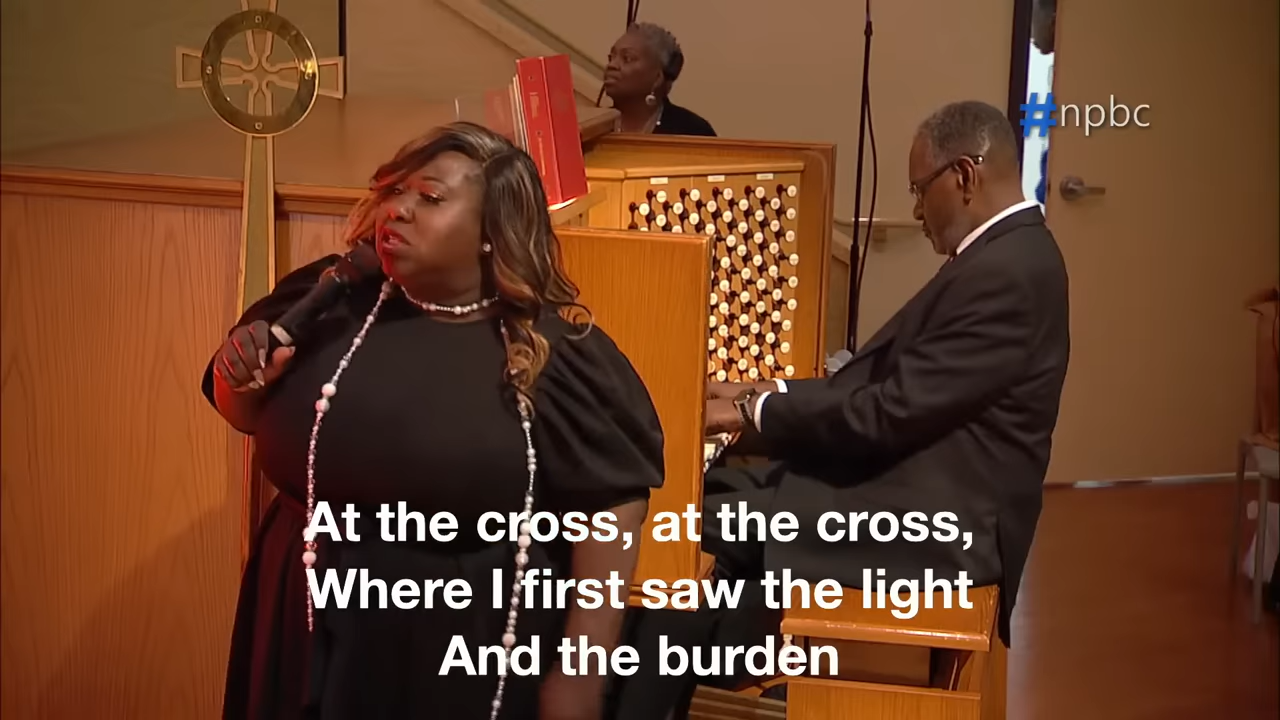 #npbc
At the cross, at the cross,
Where I first saw the light
And the burden